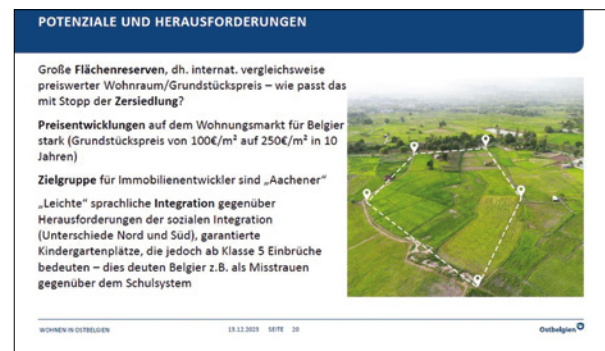 POTENZIALE UND HERAUSFORDERUNGEN
Große Flächenreserven, dh. internat. vergleichsweise
preiswerter Wohnraum/Grundstückspreis – wie passt das
mit Stopp der Zersiedlung?
Preisentwicklungen auf dem Wohnungsmarkt für Belgier
stark (Grundstückspreis von 100€/m² auf 250€/m² in 10
Jahren)
Zielgruppe für Immobilienentwickler sind „Aachener"
„Leichte" sprachliche Integration gegenüber
Herausforderungen der sozialen Integration
(Unterschiede Nord und Süd), garantierte
Kindergartenplätze, die jedoch ab Klasse 5 Einbrüche
bedeuten – dies deuten Belgier z.B. als Misstrauen
gegenüber dem Schulsystem
WOHNEN IN OSTBELGIEN 15.12.2023 SEITE 20 Ostbelgien